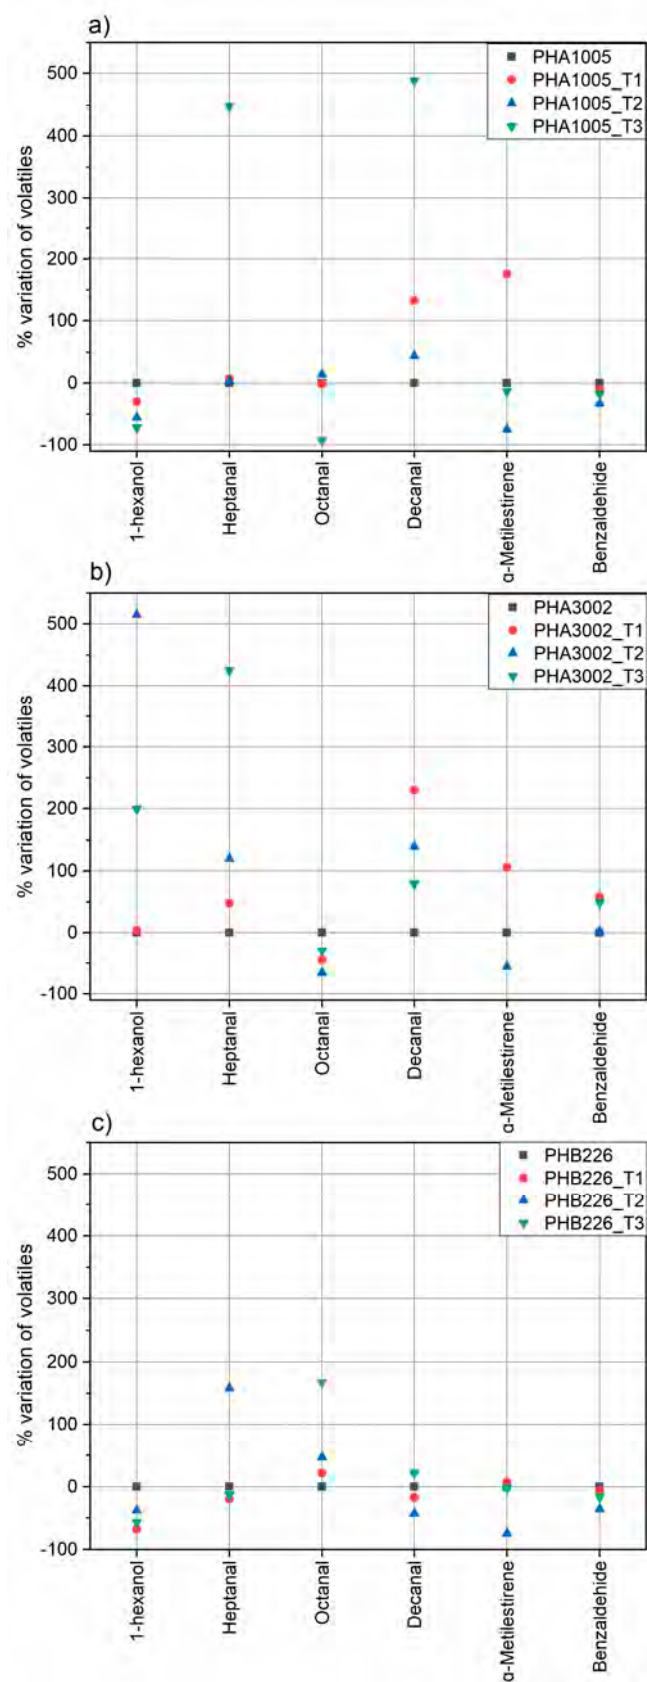 a)
% variation of volatiles
500
400
300
200
100
0
-100
PHA1005
PHA1005_T1
PHA1005_T2
PHA1005_T3
1-hexanol
Heptanal
Octanal
Decanal
α-Metilestirene
Benzaldehide
b)
% variation of volatiles
500
400
300
200
100
0
-100
PHA3002
PHA3002_T1
PHA3002_T2
PHA3002_T3
1-hexanol
Heptanal
Octanal
Decanal
α-Metilestirene
Benzaldehide
c)
% variation of volatiles
500
400
300
200
100
0
-100
PHB226
PHB226_T1
PHB226_T2
PHB226_T3
1-hexanol
Heptanal
Octanal
Decanal
α-Metilestirene
Benzaldehide